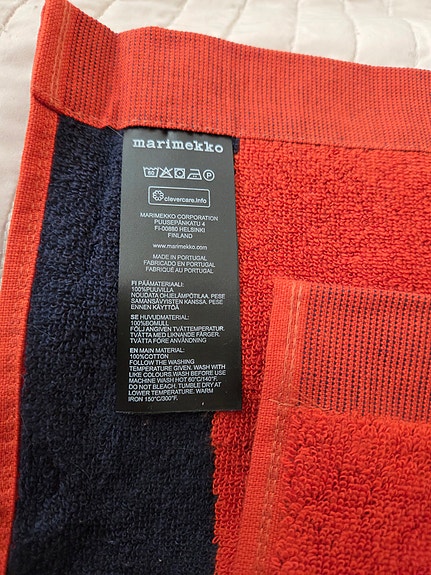 marimekko
60 P
clevercare.info
MARIMEKKO CORPORATION
PUUSEPÄNKATU 4
FI-00880 HELSINKI
FINLAND
www.marimekko.com
MADE IN PORTUGAL
FABRICADO EN PORTUGAL
FABRIQUÉ AU PORTUGAL
FI PÄÄMATERIAALI:
100%PUUVILLA
NOUDATA OHJELÄMPÖTILAA. PESE
SAMANSÄVYISTEN KANSSA. PESE
ENNEN KÄYTTÖÄ
SE HUVUDMATERIAL:
100%BOMULL
FÖLJ ANGIVEN TVÄTTEMPERATUR.
TVÄTTA MED LIKNANDE FÄRGER.
TVÄTTA FÖRE ANVÄNDNING
EN MAIN MATERIAL:
100%COTTON
FOLLOW THE WASHING
TEMPERATURE GIVEN. WASH WITH
LIKE COLOURS.WASH BEFORE USE
MACHINE WASH HOT 60°C/140°F.
DO NOT BLEACH. TUMBLE DRY AT
LOWER TEMPERATURE. WARM
IRON 150°C/300°F.